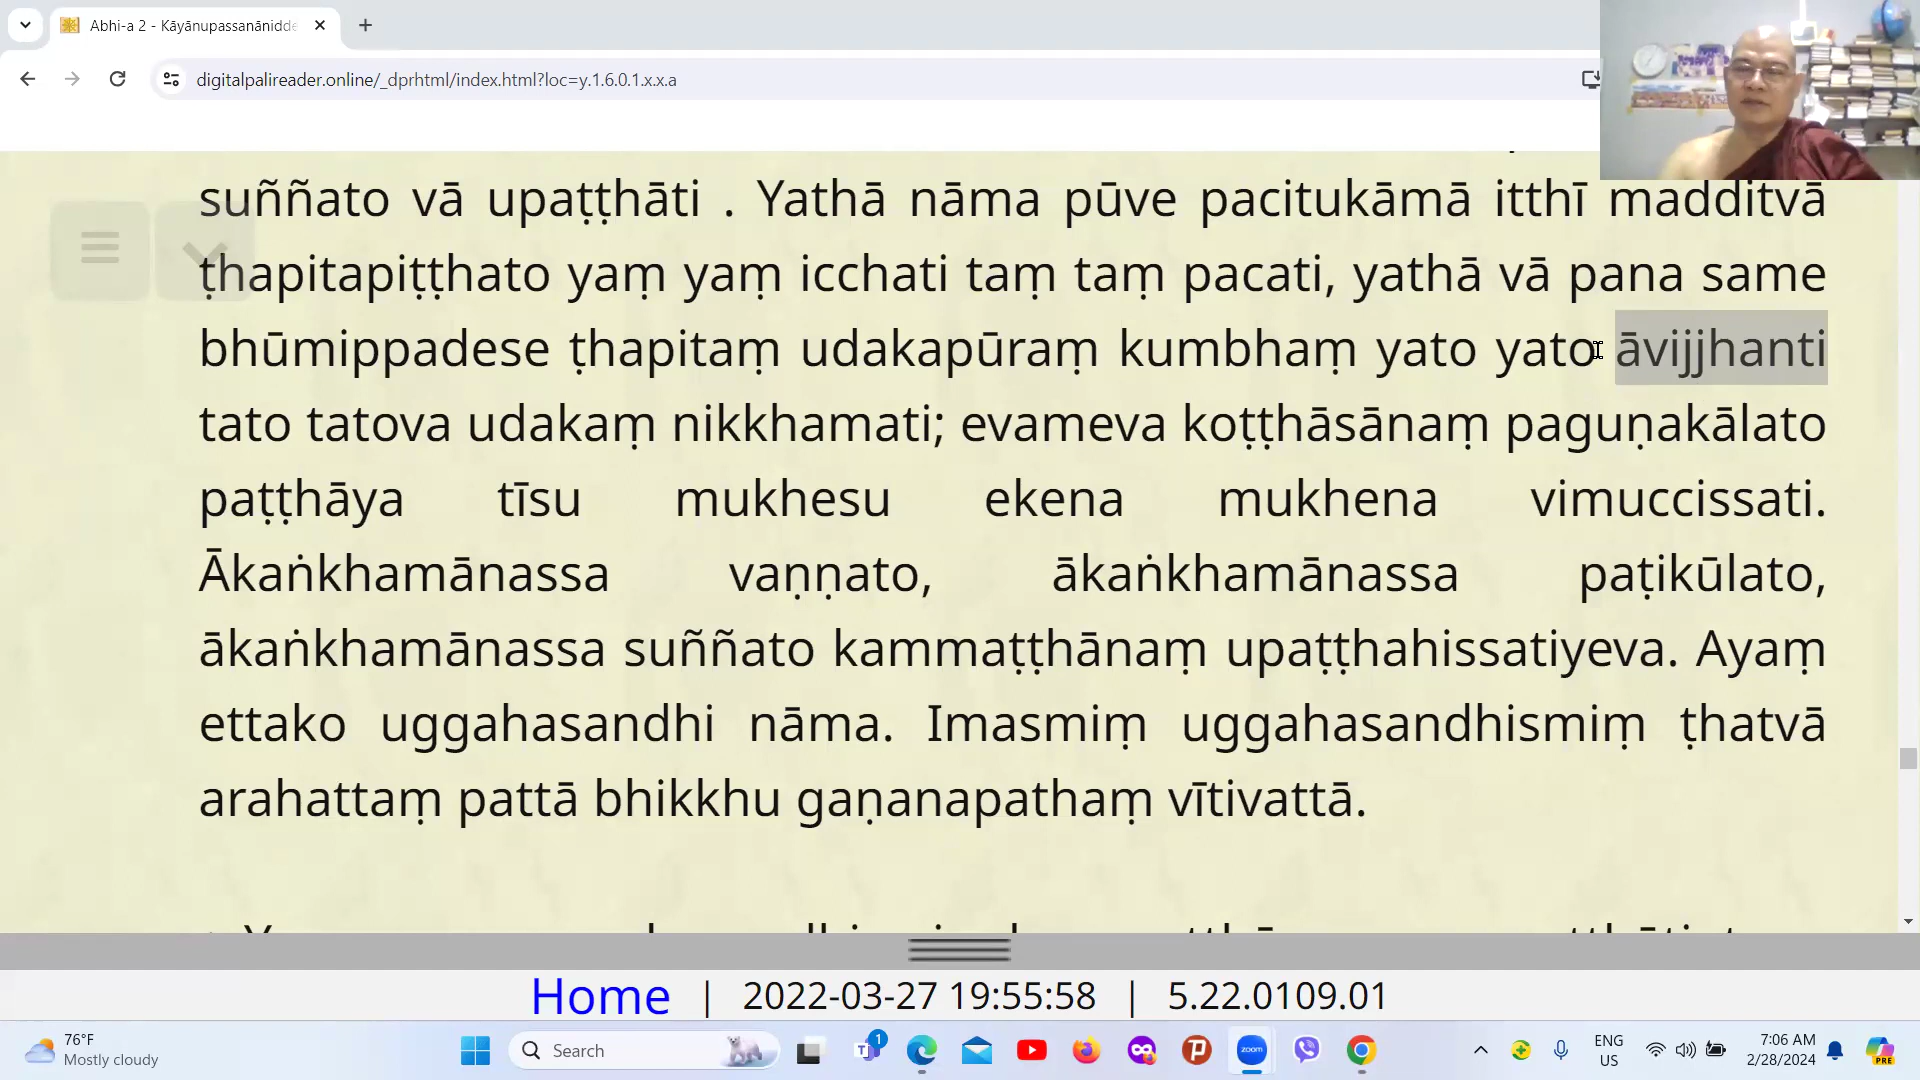 Abhi-a 2 - Kāyānupassanānidde
digitalpalireader.online/_dprhtml/index.html?loc=y.1.6.0.1.x.x.a
suññato vā upaṭṭhāti . Yathā nāma pūve pacitukāmā itthī madditvā
ṭhapitapiṭṭhato yaṃ yaṃ icchati taṃ taṃ pacati, yathā vā pana same
bhūmippadese ṭhapitaṃ udakapūraṃ kumbhaṃ yato yato āvijjhanti
tato tatova udakaṃ nikkhamati; evameva koṭṭhāsānaṃ paguṇakālato
paṭṭhāya tīsu mukhesu ekena mukhena vimuccissati.
Ākaṅkhamānassa vaṇṇato, ākaṅkhamānassa paṭikūlato,
ākaṅkhamānassa suññato kammaṭṭhānaṃ upaṭṭhahissatiyeva. Ayaṃ
ettako uggahasandhi nāma. Imasmiṃ uggahasandhismiṃ ṭhatvā
arahattaṃ pattā bhikkhu gaṇanapathaṃ vītivattā.
Home | 2022-03-27 19:55:58 | 5.22.0109.01
76°F
Mostly cloudy
Search
1
zoom
ENG
US
7:06 AM
2/28/2024
PRE